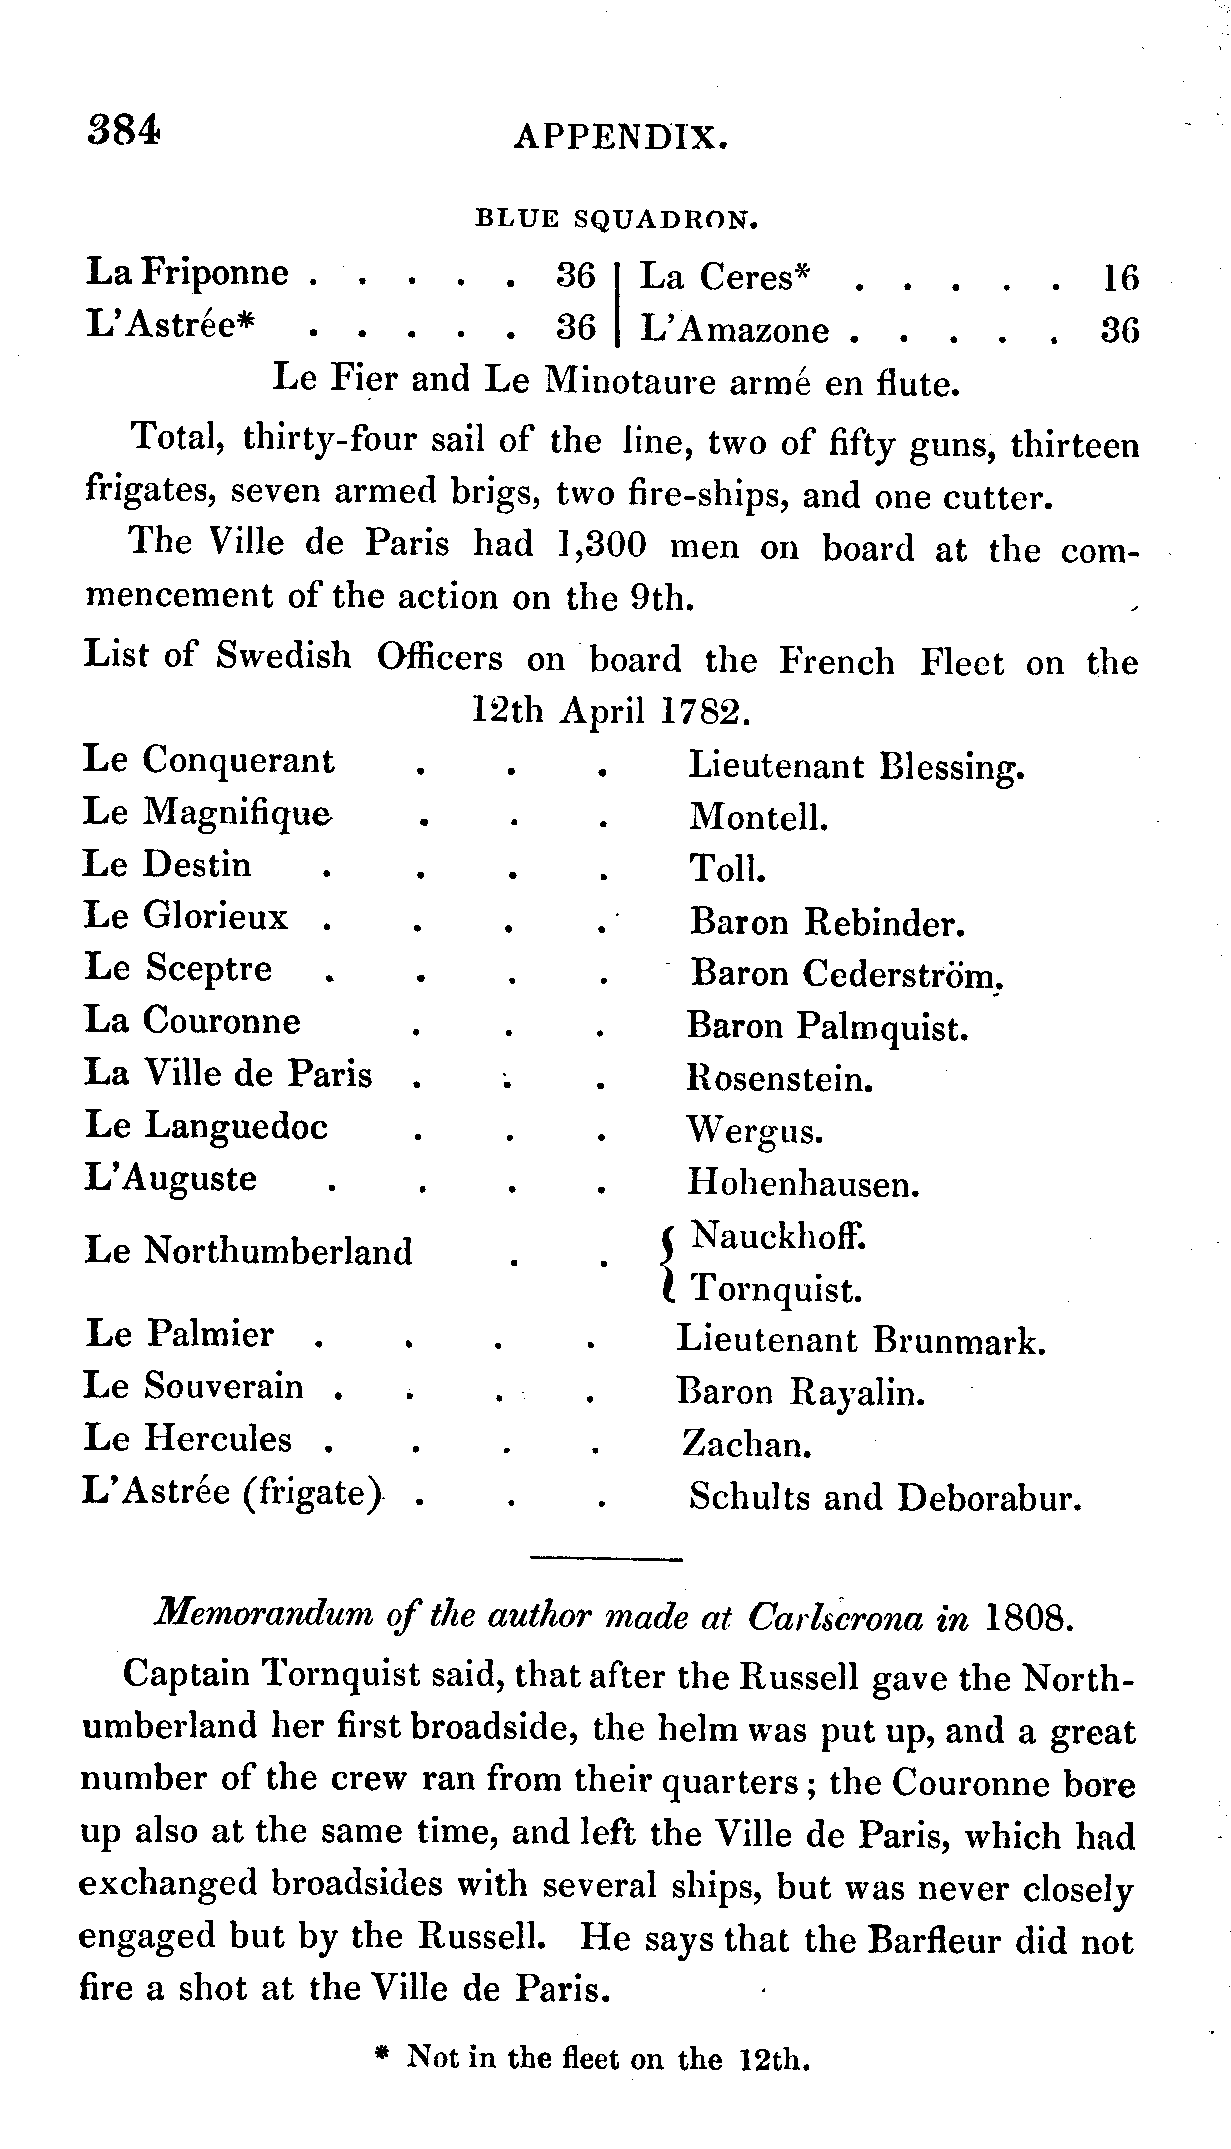 384 APPENDIX.
BLUE SQUADRON.
La Friponne . . . . . 36 | La Ceres* . . . . . 16
L'Astrée* . . . . . 36 | L'Amazone . . . . . 36
Le Fier and Le Minotaure armé en flute.
Total, thirty-four sail of the line, two of fifty guns, thirteen
frigates, seven armed brigs, two fire-ships, and one cutter.
The Ville de Paris had 1,300 men on board at the com-
mencement of the action on the 9th.
List of Swedish Officers on board the French Fleet on the
12th April 1782.
Le Conquerant . . . Lieutenant Blessing.
Le Magnifique . . . Montell.
Le Destin . . . . Toll.
Le Glorieux . . . . Baron Rebinder.
Le Sceptre . . . . Baron Cederström.
La Couronne . . . Baron Palmquist.
La Ville de Paris . . . Rosenstein.
Le Languedoc . . . Wergus.
L'Auguste . . . . Hohenhausen.
Le Northumberland . . { Nauckhoff.
Tornquist.
Le Palmier . . . . Lieutenant Brunmark.
Le Souverain . . . . Baron Rayalin.
Le Hercules . . . . Zachan.
L'Astrée (frigate) . . . Schults and Deborabur.
Memorandum of the author made at Carlscrona in 1808.
Captain Tornquist said, that after the Russell gave the North-
umberland her first broadside, the helm was put up, and a great
number of the crew ran from their quarters; the Couronne bore
up also at the same time, and left the Ville de Paris, which had
exchanged broadsides with several ships, but was never closely
engaged but by the Russell. He says that the Barfleur did not
fire a shot at the Ville de Paris.
* Not in the fleet on the 12th.